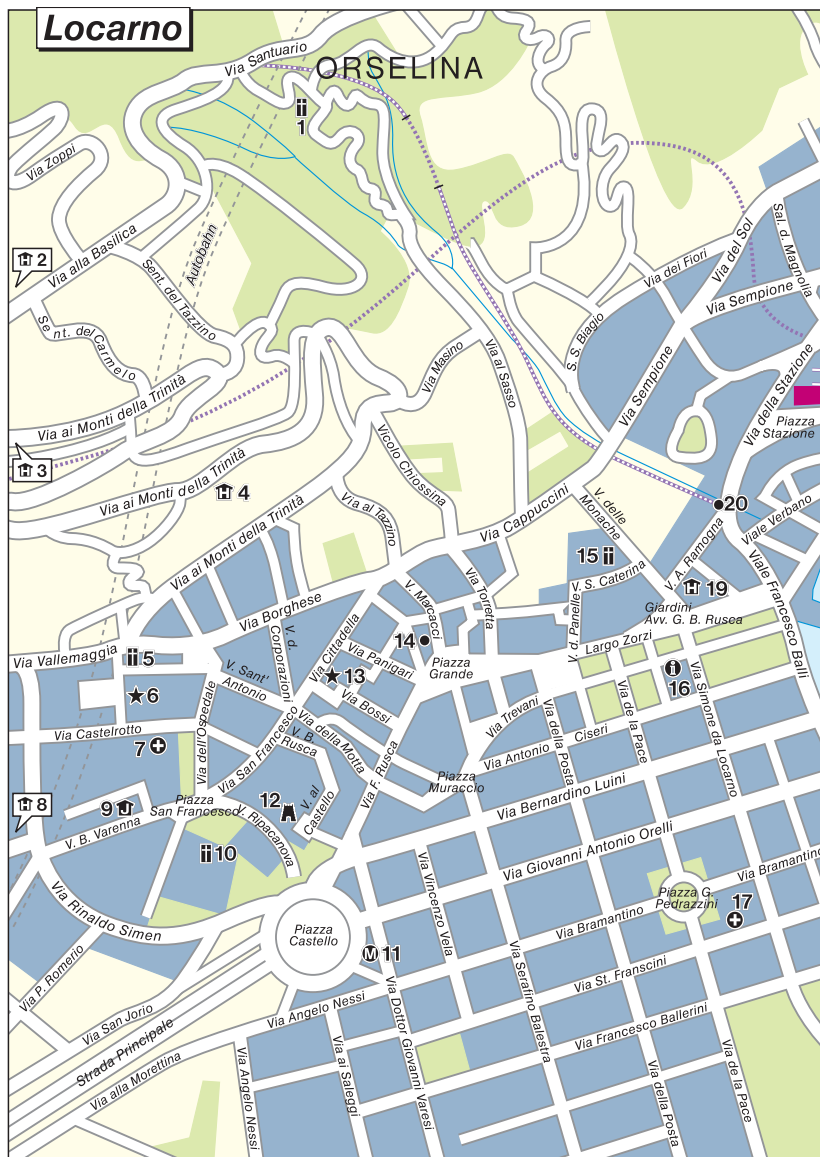 Locarno
Via Santuario
ORSELINA
1
Via Zoppi
Via alla Basilica
2
Autobahn
Sent. del Tazzino
Sal. d. Magnolia
Via del Sol
Via dei Fiori
Via Sempione
S. S. Biagio
Sent. del Carmelo
Via Masino
Via al Sasso
Via Sempione
Via della Stazione
Piazza
Stazione
Via ai Monti della Trinità
3
Via ai Monti della Trinità
4
Vicolo Chiossina
Via al Tazzino
Via Cappuccini
V. delle
Monache
20
Viale Verbano
Via ai Monti della Trinità
15
V. S. Caterina
V. A. Ramogna
19
Viale Francesco Balli
Via Borghese
V. Marcacci
Via Torretta
V. d. Panelle
Giardini
Avv. G. B. Rusca
Via Vallemaggia
5
V. d.
Corporazioni
Via Cittadella
Via Panigari
14
Piazza
Grande
Largo Zorzi
6
V. Sant'
Antonio
13
16
Via Castelrotto
7
Via dell'Ospedale
Via San Francesco
Via Bossi
Via della Motta
V. B.
Rusca
Via F. Rusca
Via Trevani
Via della Posta
Via de la Pace
Via Simone da Locarno
Via Antonio Ciseri
Piazza
Muraccio
Via Bernardino Luini
8
9
Piazza
San Francesco
12
V. al
Castello
V. B. Varenna
V. Ripacanova
10
Via Giovanni Antonio Orelli
Via Vincenzo Vela
Piazza G.
Pedrazzini
Via Bramantino
17
Via Rinaldo Simen
Piazza
Castello
11
Via Bramantino
Via Serafino Balestra
Via St. Franscini
Via P. Romerio
Via San Jorio
Strada Principale
Via alla Morettina
Via Angelo Nessi
Via Francesco Ballerini
Via Angelo Nessi
Via ai Saleggi
Via Dottor Giovanni Varesi
Via della Posta
Via de la Pace